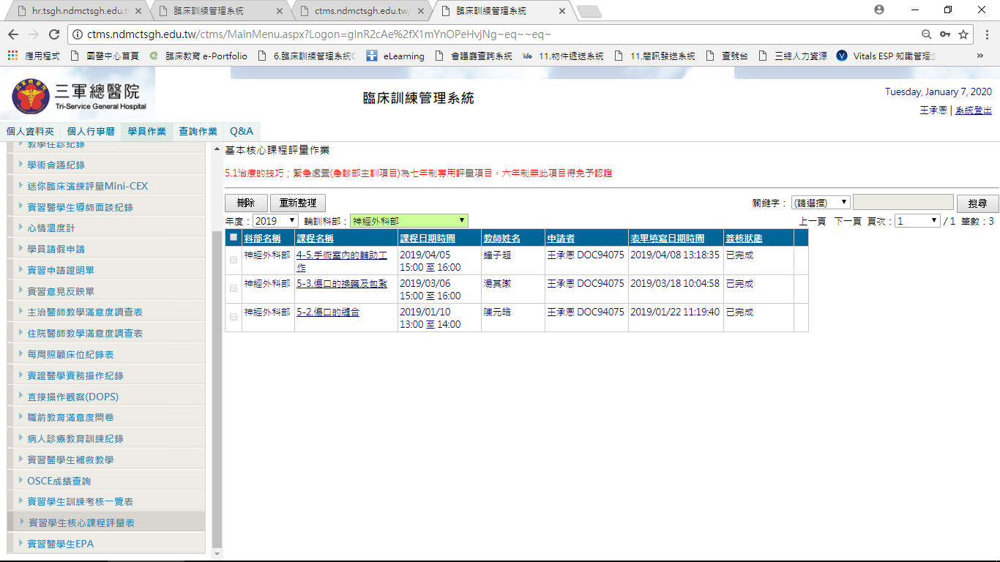 hr.tsgh.ndmctsgh.edu.t
臨床訓練管理系統
ctms.ndmctsgh.edu.tw/
臨床訓練管理系統
ctms.ndmctsgh.edu.tw/ctms/MainMenu.aspx?Logon=gInR2cAe%2fX1mYnOPeHvjNg~eq~~eq~
應用程式 國醫中心首頁 臨床教育 e-Portfolio 6.臨床訓練管理系統 eLearning 會議廳查詢系統 11.物件遞送系統 11.簡訊發送系統 查號台 三總人力資源 Vitals ESP 知識管理 »
三軍總醫院
Tri-Service General Hospital
臨床訓練管理系統
Tuesday, January 7, 2020
王承恩 | 系統登出
個人資料夾 個人行事曆 學員作業 查詢作業 Q&A
教學住診紀錄
學術會議紀錄
迷你臨床演練評量Mini-CEX
實習醫學生導師面談紀錄
心情溫度計
學員請假申請
實習申請證明單
實習意見反映單
主治醫師教學滿意度調查表
住院醫師教學滿意度調查表
每周照顧床位紀錄表
實證醫學實務操作紀錄
直接操作觀察(DOPS)
職前教育滿意度問卷
病人診療教育訓練紀錄
實習醫學生補救教學
OSCE成績查詢
實習學生訓練考核一覽表
實習學生核心課程評量表
實習醫學生EPA
基本核心課程評量作業
5.1治療的技巧；緊急處置(急診部主訓項目)為七年制專用評量項目，六年制無此項目得免予認證
刪除 重新整理 關鍵字： (請選擇) 搜尋
年度：2019 輪訓科部：神經外科部 上一頁 下一頁 頁次：1 / 1 筆數：3
科部名稱 課程名稱 課程日期時間 教師姓名 申請者 表單填寫日期時間 簽核狀態
神經外科部 4-5.手術室內的輔助工 2019/04/05 鐘子超 王承恩 DOC94075 2019/04/08 13:18:35 已完成
作 15:00 至 16:00
神經外科部 5-3.傷口的換藥及包紮 2019/03/06 湯其暾 王承恩 DOC94075 2019/03/18 10:04:58 已完成
15:00 至 16:00
神經外科部 5-2.傷口的縫合 2019/01/10 陳元皓 王承恩 DOC94075 2019/01/22 11:19:40 已完成
13:00 至 14:00